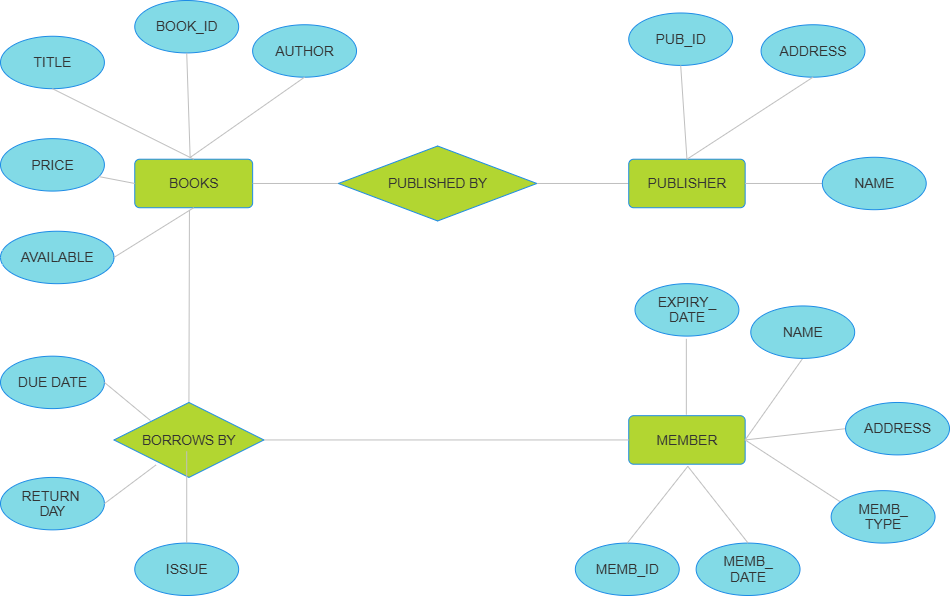 BOOK_ID
TITLE
AUTHOR
PUB_ID
ADDRESS
PRICE
BOOKS
PUBLISHED BY
PUBLISHER
NAME
AVAILABLE
EXPIRY_
DATE
NAME
DUE DATE
BORROWS BY
MEMBER
ADDRESS
RETURN
DAY
MEMB_
TYPE
ISSUE
MEMB_ID
MEMB_
DATE